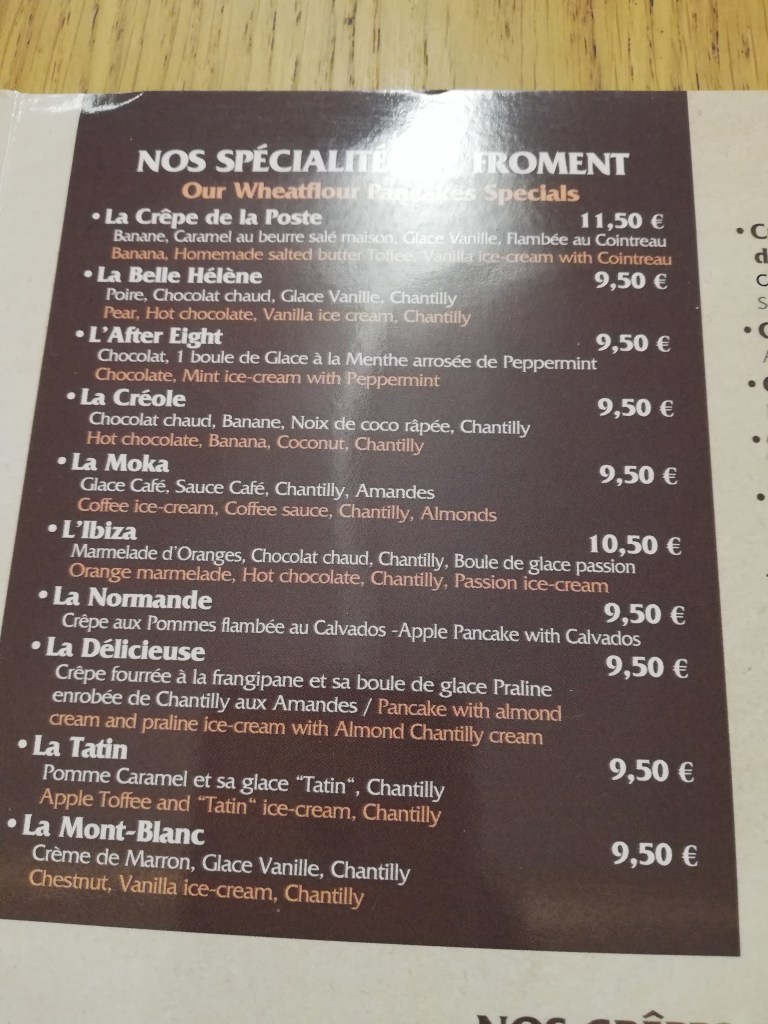 NOS SPÉCIALITÉ FROMENT
Our Wheatflour Pancakes Specials
• La Crêpe de la Poste 11,50 €
Banane, Caramel au beurre salé maison, Glace Vanille, Flambée au Cointreau
Banana, Homemade salted butter Toffee, Vanilla ice-cream with Cointreau
• La Belle Hélène 9,50 €
Poire, Chocolat chaud, Glace Vanille, Chantilly
Pear, Hot chocolate, Vanilla ice cream, Chantilly
• L'After Eight 9,50 €
Chocolat, 1 boule de Glace à la Menthe arrosée de Peppermint
Chocolate, Mint ice-cream with Peppermint
• La Créole 9,50 €
Chocolat chaud, Banane, Noix de coco râpée, Chantilly
Hot chocolate, Banana, Coconut, Chantilly
• La Moka 9,50 €
Glace Café, Sauce Café, Chantilly, Amandes
Coffee ice-cream, Coffee sauce, Chantilly, Almonds
• L'Ibiza 10,50 €
Marmelade d'Oranges, Chocolat chaud, Chantilly, Boule de glace passion
Orange marmelade, Hot chocolate, Chantilly, Passion ice-cream
• La Normande 9,50 €
Crêpe aux Pommes flambée au Calvados -Apple Pancake with Calvados
• La Délicieuse 9,50 €
Crêpe fourrée à la frangipane et sa boule de glace Praline
enrobée de Chantilly aux Amandes / Pancake with almond
cream and praline ice-cream with Almond Chantilly cream
• La Tatin 9,50 €
Pomme Caramel et sa glace "Tatin", Chantilly
Apple Toffee and "Tatin" ice-cream, Chantilly
• La Mont-Blanc 9,50 €
Crème de Marron, Glace Vanille, Chantilly
Chestnut, Vanilla ice-cream, Chantilly